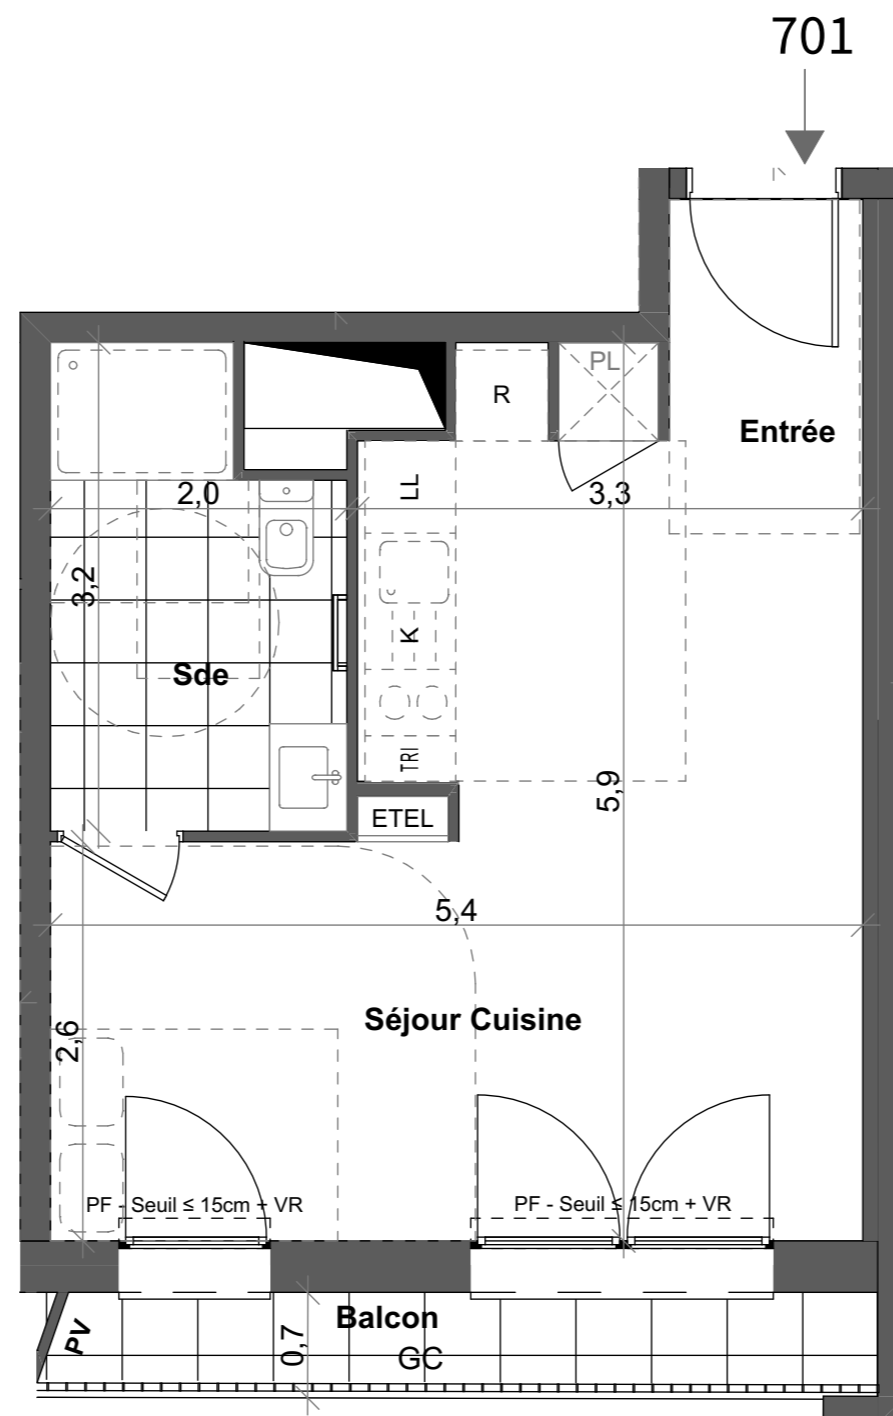 701
PL
R
Entrée
LL
2,0
3,3
3,2
K
Sde
TRI
5,9
ETEL
5,4
Séjour Cuisine
2,6
PF - Seuil ≤ 15cm + VR
PF - Seuil ≤ 15cm + VR
Balcon
PV
0,7
GC